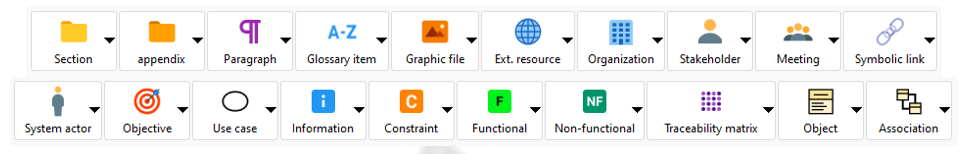 A-Z
Section appendix Paragraph Glossary item Graphic file Ext. resource Organization Stakeholder Meeting Symbolic link
i C F NF
System actor Objective Use case Information Constraint Functional Non-functional Traceability matrix Object Association